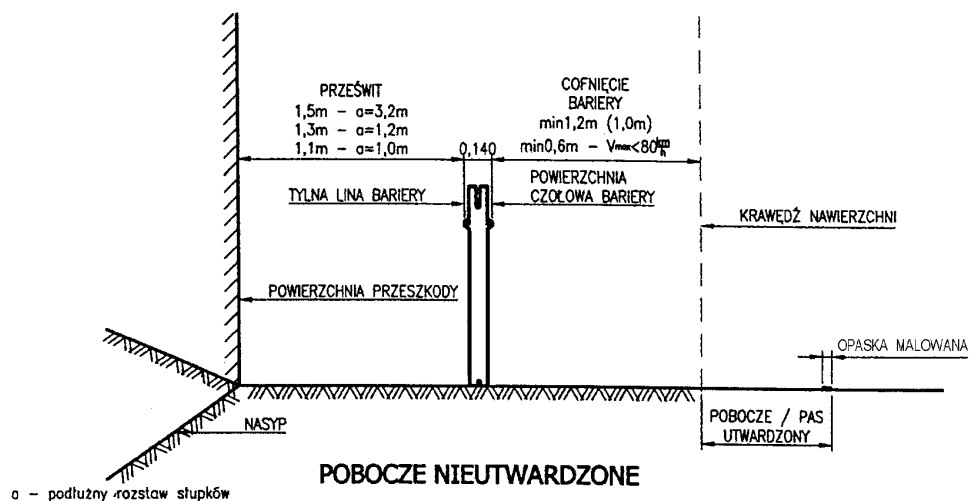 PRZEŚWIT
1,5m - a=3,2m
1,3m - a=1,2m
1,1m - a=1,0m
0,140
COFNIĘCIE
BARIERY
min1,2m (1,0m)
min0,6m - Vmax<80km/h
TYLNA LINA BARIERY
POWIERZCHNIA
CZOŁOWA BARIERY
KRAWĘDŹ NAWIERZCHNI
POWIERZCHNIA PRZESZKODY
OPASKA MALOWANA
NASYP
POBOCZE / PAS
UTWARDZONY
POBOCZE NIEUTWARDZONE
a - podłużny rozstaw słupków